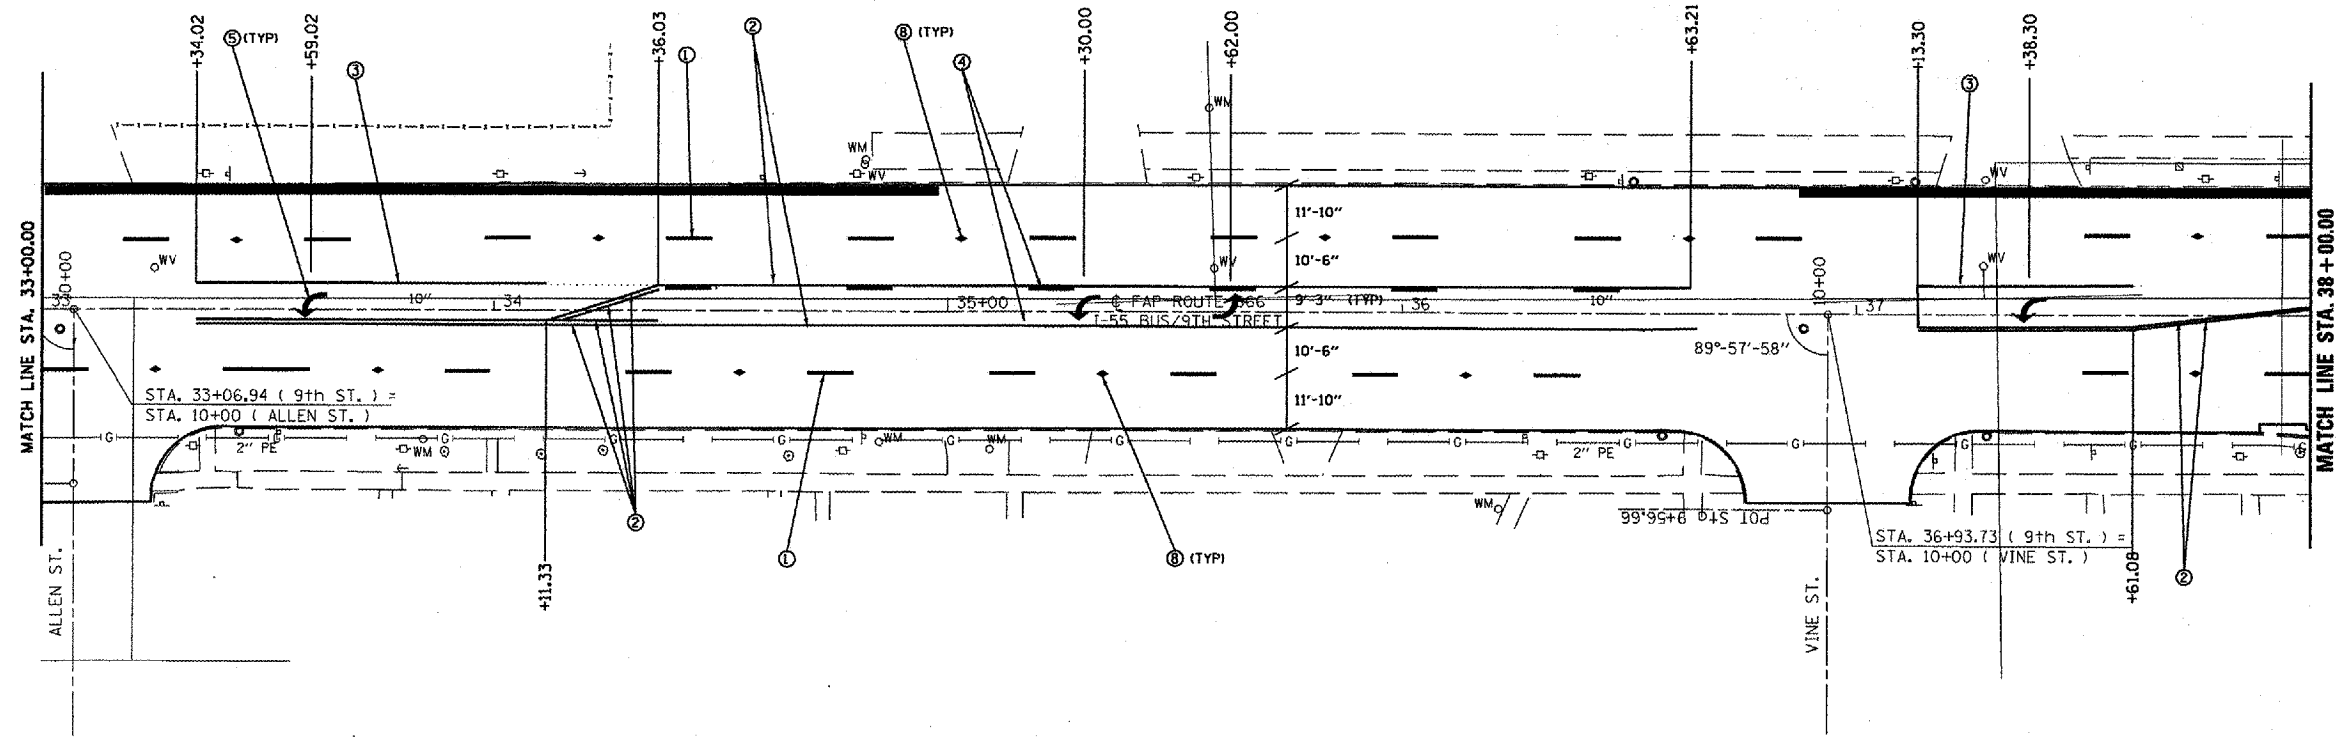 +34.02
⑤ (TYP)
+59.02
③
+36.03
①
②
⑧ (TYP)
④
+30.00
+62.00
+63.21
+13.30
③
+38.30
WM
WM
WV
WV
11'-10"
10'-6"
WV
WV
WV
MATCH LINE STA. 33+00.00
33
10+00
10"
34
35+00
℄ FAP ROUTE 666
I-55 BUS/9TH STREET
9'-3" (TYP)
36
10"
10+00
37
10'-6"
11'-10"
89°-57'-58"
STA. 33+06.94 ( 9th ST. ) =
STA. 10+00 ( ALLEN ST. )
G G G G G G G G G G G G G
2" PE
WM
WM
WM
2" PE
WM
POT Sta 9+56.66
②
STA. 36+93.73 ( 9th ST. ) =
STA. 10+00 ( VINE ST. )
ALLEN ST.
+11.33
①
⑧ (TYP)
VINE ST.
+61.08
②
MATCH LINE STA. 38+00.00